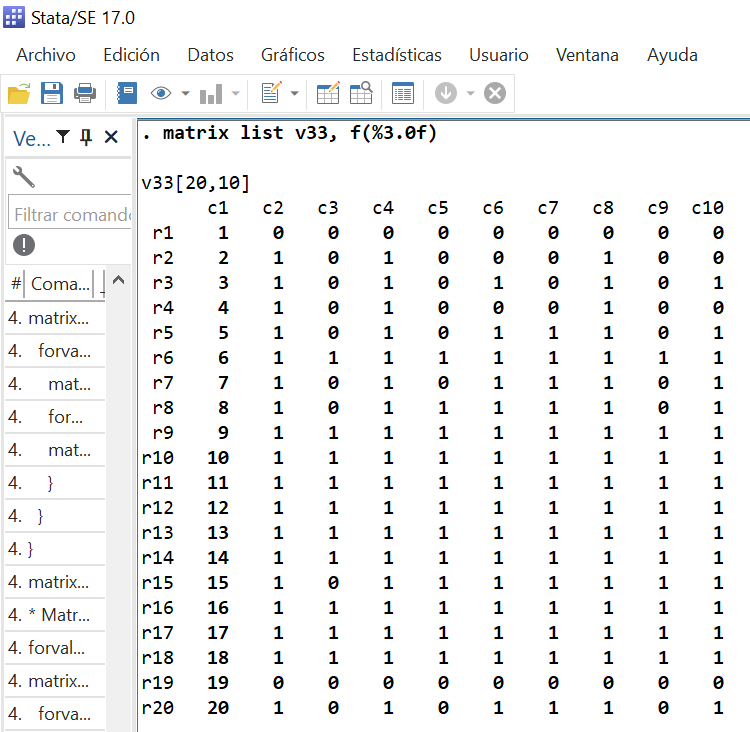 Stata/SE 17.0
Archivo Edición Datos Gráficos Estadísticas Usuario Ventana Ayuda
Ve...
Filtrar comando
# Coma...
4. matrix...
4. forva...
4. mat...
4. for...
4. mat...
4. }
4. }
4. }
4. matrix...
4. * Matr...
4. forval...
4. matrix...
4. forva...
. matrix list v33, f(%3.0f)
v33[20,10]
c1 c2 c3 c4 c5 c6 c7 c8 c9 c10
r1 1 0 0 0 0 0 0 0 0 0
r2 2 1 0 1 0 0 0 1 0 0
r3 3 1 0 1 0 1 0 1 0 1
r4 4 1 0 1 0 0 0 1 0 0
r5 5 1 0 1 0 1 1 1 0 1
r6 6 1 1 1 1 1 1 1 1 1
r7 7 1 0 1 0 1 1 1 0 1
r8 8 1 0 1 1 1 1 1 0 1
r9 9 1 1 1 1 1 1 1 1 1
r10 10 1 1 1 1 1 1 1 1 1
r11 11 1 1 1 1 1 1 1 1 1
r12 12 1 1 1 1 1 1 1 1 1
r13 13 1 1 1 1 1 1 1 1 1
r14 14 1 1 1 1 1 1 1 1 1
r15 15 1 0 1 1 1 1 1 1 1
r16 16 1 1 1 1 1 1 1 1 1
r17 17 1 1 1 1 1 1 1 1 1
r18 18 1 1 1 1 1 1 1 1 1
r19 19 0 0 0 0 0 0 0 0 0
r20 20 1 0 1 0 1 1 1 0 1